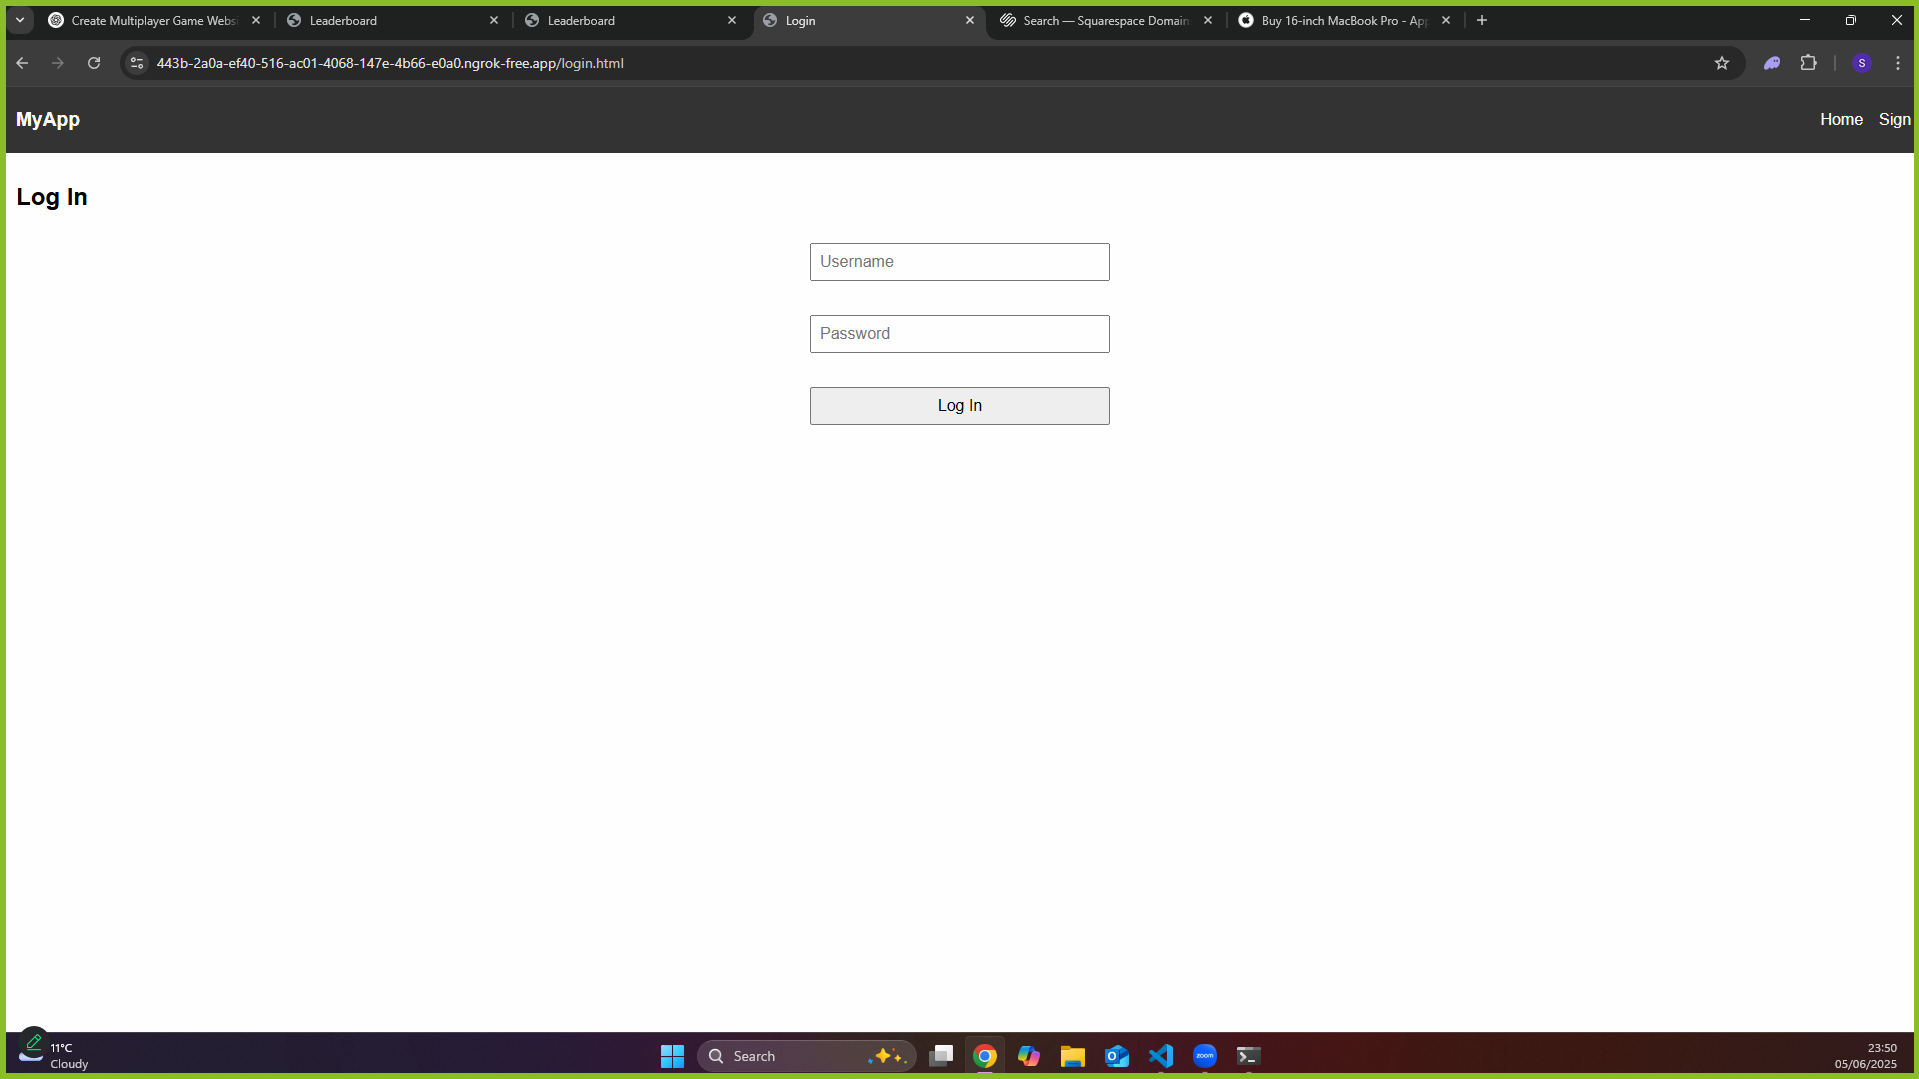 Create Multiplayer Game Websi
Leaderboard
Leaderboard
Login
Search — Squarespace Domain
Buy 16-inch MacBook Pro - App
443b-2a0a-ef40-516-ac01-4068-147e-4b66-e0a0.ngrok-free.app/login.html
S
MyApp
Home
Sign
Log In
Username
Password
Log In
11°C
Cloudy
Search
zoom
23:50
05/06/2025